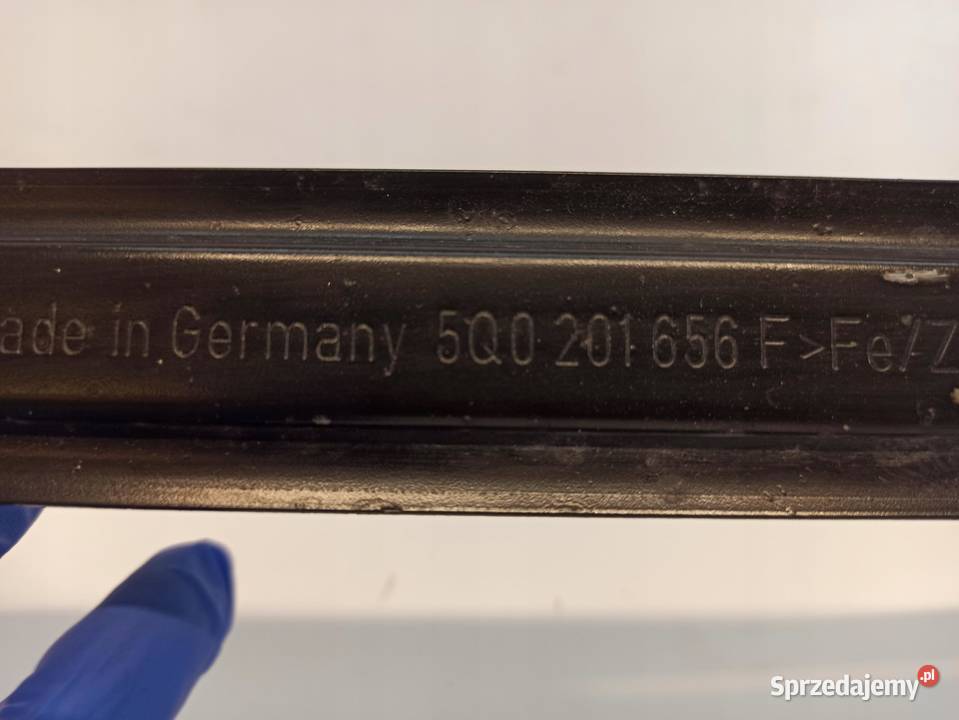 ade in Germany 5Q0 201 656 F >Fe/Z
Sprzedajemy.pl